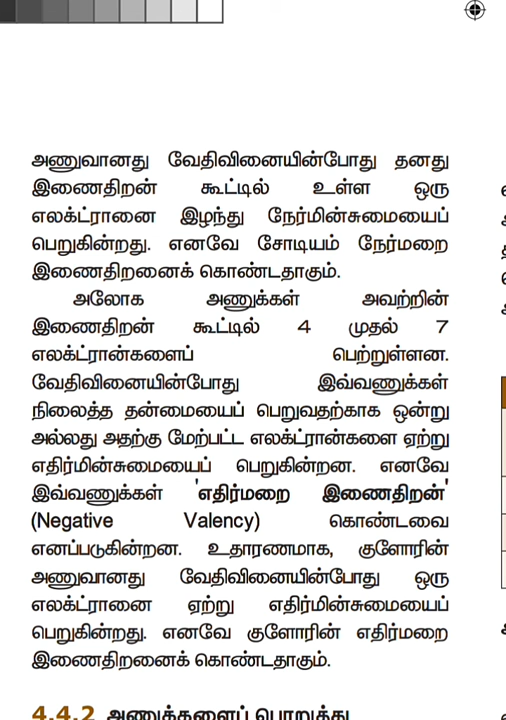 அணுவானது வேதிவினையின்போது தனது
இணைதிறன் கூட்டில் உள்ள ஒரு
எலக்ட்ரானை இழந்து நேர்மின்சுமையைப்
பெறுகின்றது. எனவே சோடியம் நேர்மறை
இணைதிறனைக் கொண்டதாகும்.
அலோக அணுக்கள் அவற்றின்
இணைதிறன் கூட்டில் 4 முதல் 7
எலக்ட்ரான்களைப் பெற்றுள்ளன.
வேதிவினையின்போது இவ்வணுக்கள்
நிலைத்த தன்மையைப் பெறுவதற்காக ஒன்று
அல்லது அதற்கு மேற்பட்ட எலக்ட்ரான்களை ஏற்று
எதிர்மின்சுமையைப் பெறுகின்றன. எனவே
இவ்வணுக்கள் 'எதிர்மறை இணைதிறன்'
(Negative Valency) கொண்டவை
எனப்படுகின்றன. உதாரணமாக, குளோரின்
அணுவானது வேதிவினையின்போது ஒரு
எலக்ட்ரானை ஏற்று எதிர்மின்சுமையைப்
பெறுகின்றது. எனவே குளோரின் எதிர்மறை
இணைதிறனைக் கொண்டதாகும்.
4.4.2 அணுக்களைப் பொறுத்து